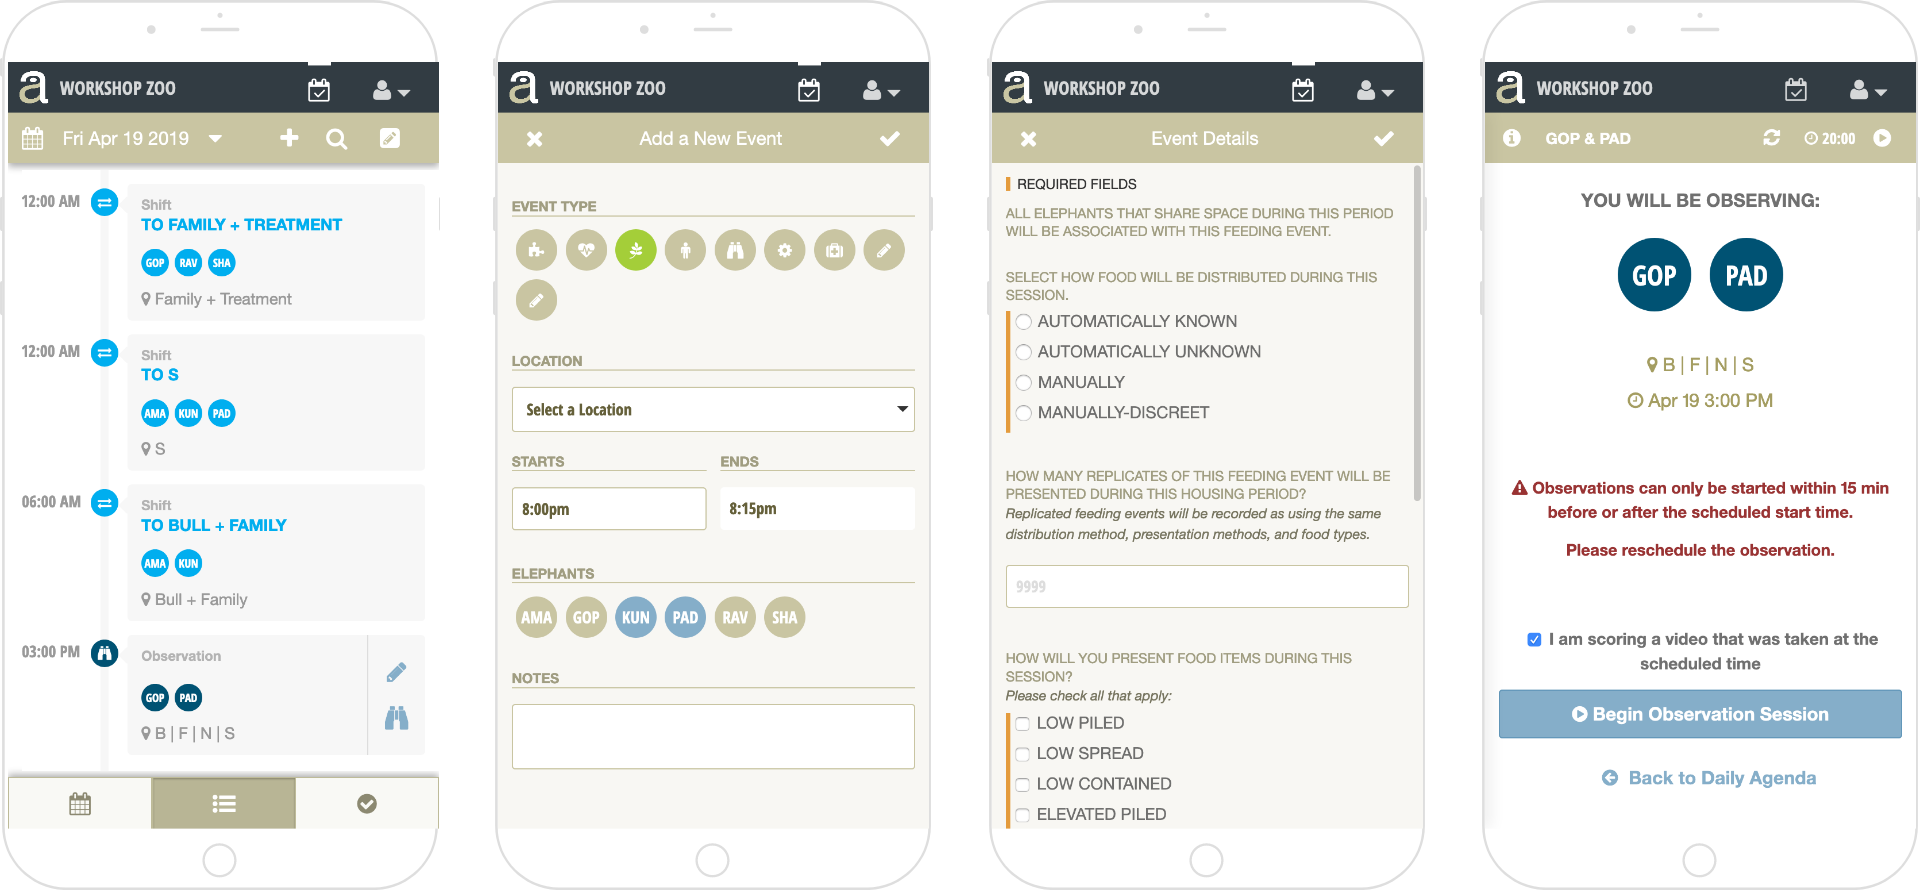 a WORKSHOP ZOO
Fri Apr 19 2019
12:00 AM
Shift
TO FAMILY + TREATMENT
GOP RAV SHA
Family + Treatment
12:00 AM
Shift
TO S
AMA KUN PAD
S
06:00 AM
Shift
TO BULL + FAMILY
AMA KUN
Bull + Family
03:00 PM
Observation
GOP PAD
B | F | N | S
a WORKSHOP ZOO
Add a New Event
EVENT TYPE
LOCATION
Select a Location
STARTS ENDS
8:00pm 8:15pm
ELEPHANTS
AMA GOP KUN PAD RAV SHA
NOTES
a WORKSHOP ZOO
Event Details
REQUIRED FIELDS
ALL ELEPHANTS THAT SHARE SPACE DURING THIS PERIOD
WILL BE ASSOCIATED WITH THIS FEEDING EVENT.
SELECT HOW FOOD WILL BE DISTRIBUTED DURING THIS
SESSION.
AUTOMATICALLY KNOWN
AUTOMATICALLY UNKNOWN
MANUALLY
MANUALLY-DISCREET
HOW MANY REPLICATES OF THIS FEEDING EVENT WILL BE
PRESENTED DURING THIS HOUSING PERIOD?
Replicated feeding events will be recorded as using the same
distribution method, presentation methods, and food types.
9999
HOW WILL YOU PRESENT FOOD ITEMS DURING THIS
SESSION?
Please check all that apply:
LOW PILED
LOW SPREAD
LOW CONTAINED
ELEVATED PILED
a WORKSHOP ZOO
GOP & PAD 20:00
YOU WILL BE OBSERVING:
GOP PAD
B | F | N | S
Apr 19 3:00 PM
Observations can only be started within 15 min
before or after the scheduled start time.
Please reschedule the observation.
I am scoring a video that was taken at the
scheduled time
Begin Observation Session
Back to Daily Agenda